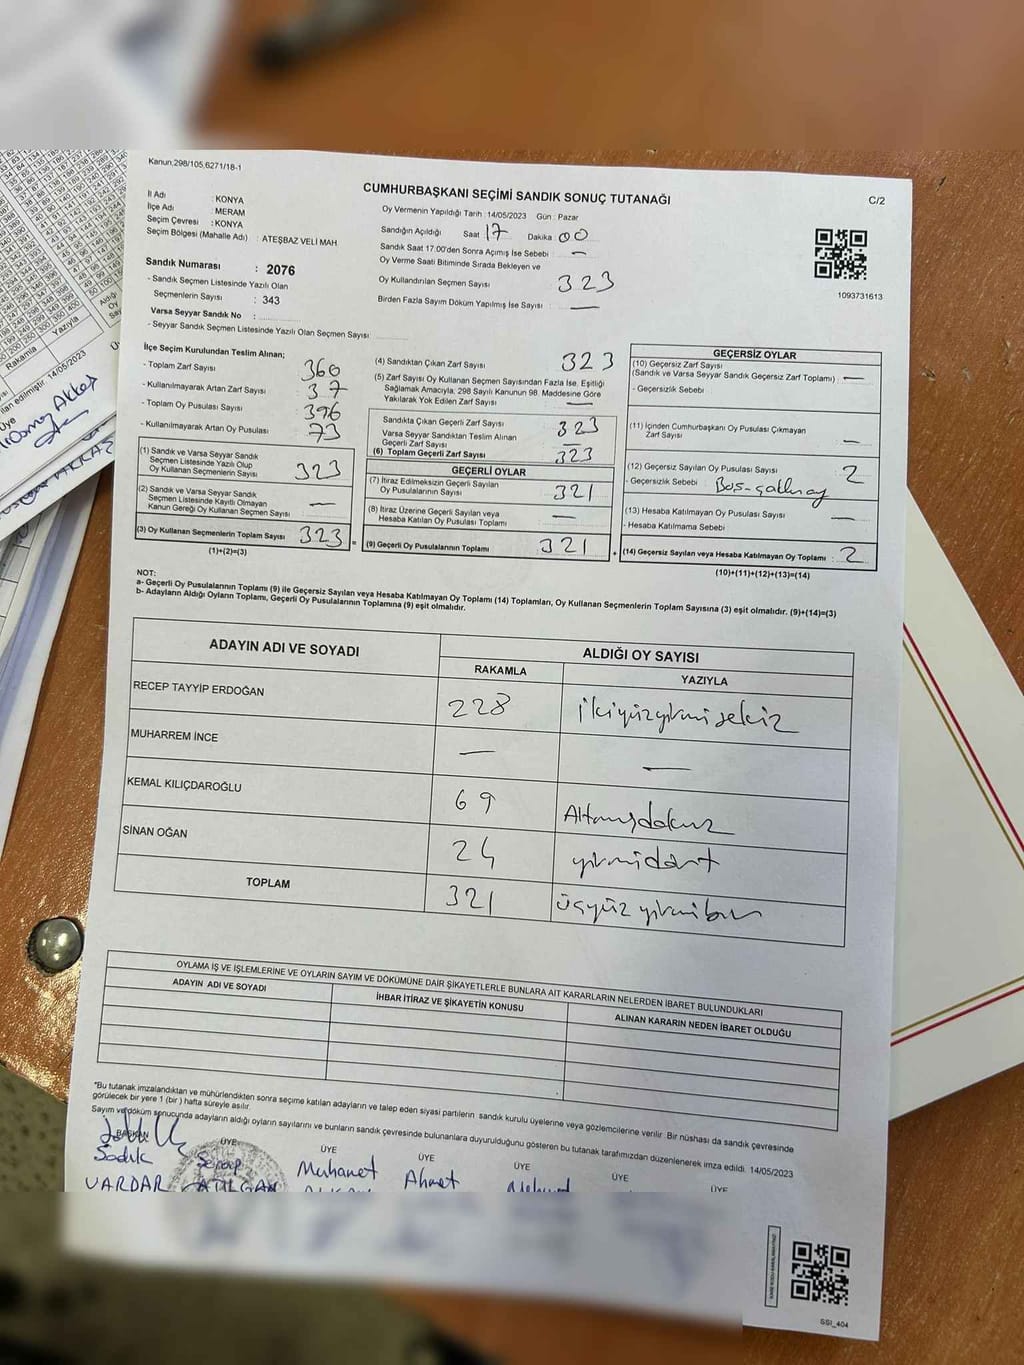 Kanun,298/105,6271/18-1
CUMHURBAŞKANI SEÇİMİ SANDIK SONUÇ TUTANAĞI
C/2
İl Adı : KONYA
İlçe Adı : MERAM
Seçim Çevresi : KONYA
Seçim Bölgesi (Mahalle Adı) : ATEŞBAZ VELİ MAH
Oy Vermenin Yapıldığı Tarih :14/05/2023 Gün : Pazar
Sandığın Açıldığı Saat 17 Dakika : 00
Sandık Saat 17.00'den Sonra Açımış İse Sebebi : —
Oy Verme Saati Bitiminde Sırada Bekleyen ve
Oy Kullandırılan Seçmen Sayısı : 323
Birden Fazla Sayım Döküm Yapılmış İse Sayısı : —
1093731613
Sandık Numarası : 2076
- Sandık Seçmen Listesinde Yazılı Olan
Seçmenlerin Sayısı : 343
Varsa Seyyar Sandık No :
- Seyyar Sandık Seçmen Listesinde Yazılı Olan Seçmen Sayısı:
İlçe Seçim Kurulundan Teslim Alınan;
- Toplam Zarf Sayısı : 360
- Kullanılmayarak Artan Zarf Sayısı : 37
- Toplam Oy Pusulası Sayısı : 396
- Kullanılmayarak Artan Oy Pusulası : 73
(1) Sandık ve Varsa Seyyar Sandık
Seçmen Listesinde Yazılı Olup
Oy Kullanan Seçmenlerin Sayısı : 323
(2) Sandık ve Varsa Seyyar Sandık
Seçmen Listesinde Kayıtlı Olmayan
Kanun Gereği Oy Kullanan Seçmen Sayısı : —
(3) Oy Kullanan Seçmenlerin Toplam Sayısı : 323
(1)+(2)=(3)
(4) Sandıktan Çıkan Zarf Sayısı : 323
(5) Zarf Sayısı Oy Kullanan Seçmen Sayısından Fazla İse, Eşitliği
Sağlamak Amacıyla, 298 Sayılı Kanunun 98. Maddesine Göre
Yakılarak Yok Edilen Zarf Sayısı : —
Sandıkta Çıkan Geçerli Zarf Sayısı : 323
Varsa Seyyar Sandıktan Teslim Alınan
Geçerli Zarf Sayısı : —
(6) Toplam Geçerli Zarf Sayısı : 323
GEÇERLİ OYLAR
(7) İtiraz Edilmeksizin Geçerli Sayılan
Oy Pusulalarının Sayısı : 321
(8) İtiraz Üzerine Geçerli Sayılan veya
Hesaba Katılan Oy Pusulası Toplamı : —
= (9) Geçerli Oy Pusulalarının Toplamı : 321
GEÇERSİZ OYLAR
(10) Geçersiz Zarf Sayısı
(Sandık ve Varsa Seyyar Sandık Geçersiz Zarf Toplamı) : —
- Geçersizlik Sebebi :
(11) İçinden Cumhurbaşkanı Oy Pusulası Çıkmayan
Zarf Sayısı : —
(12) Geçersiz Sayılan Oy Pusulası Sayısı : 2
- Geçersizlik Sebebi :
(13) Hesaba Katılmayan Oy Pusulası Sayısı : —
- Hesaba Katılmama Sebebi :
+ (14) Geçersiz Sayılan veya Hesaba Katılmayan Oy Toplamı : 2
(10)+(11)+(12)+(13)=(14)
NOT:
a- Geçerli Oy Pusulalarının Toplamı (9) ile Geçersiz Sayılan veya Hesaba Katılmayan Oy Toplamı (14) Toplamları, Oy Kullanan Seçmenlerin Toplam Sayısına (3) eşit olmalıdır. (9)+(14)=(3)
b- Adayların Aldığı Oyların Toplamı, Geçerli Oy Pusulalarının Toplamına (9) eşit olmalıdır.
ADAYIN ADI VE SOYADI ALDIĞI OY SAYISI
RAKAMLA YAZIYLA
RECEP TAYYİP ERDOĞAN 228 ikiyüzyirmisekiz
MUHARREM İNCE — —
KEMAL KILIÇDAROĞLU 69 Altmışdokuz
SİNAN OĞAN 24 yirmidört
TOPLAM 321 üçyüz yirmibir
OYLAMA İŞ VE İŞLEMLERİNE VE OYLARIN SAYIM VE DÖKÜMÜNE DAİR ŞİKAYETLERLE BUNLARA AİT KARARLARIN NELERDEN İBARET BULUNDUKLARI
ADAYIN ADI VE SOYADI İHBAR İTİRAZ VE ŞİKAYETİN KONUSU ALINAN KARARIN NEDEN İBARET OLDUĞU
*Bu tutanak imzalandıktan ve mühürlendikten sonra seçime katılan adayların ve talep eden siyasi partilerin sandık kurulu üyelerine veya gözlemcilerine verilir. Bir nüshası da sandık çevresinde
görülecek bir yere 1 (bir ) hafta süreyle asılır.
Sayım ve döküm sonucunda adayların aldığı oyların sayılarını ve bunların sandık çevresinde bulunanlara duyurulduğunu gösteren bu tutanak tarafımızdan düzenlenerek imza edildi. 14/05/2023
BAŞKAN ÜYE ÜYE ÜYE ÜYE ÜYE ÜYE
Sadık Serap Muhamet Ahmet Mehmet
VARDAR ATILGAN
SSI_404